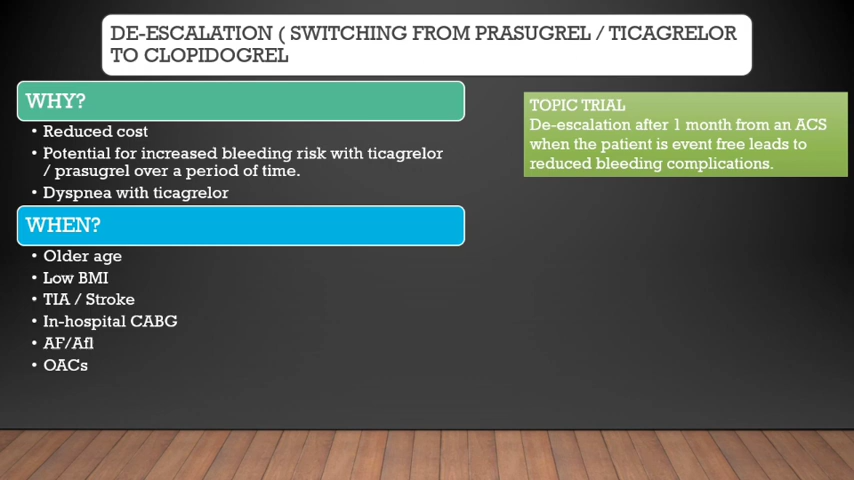 DE-ESCALATION ( SWITCHING FROM PRASUGREL / TICAGRELOR
TO CLOPIDOGREL
WHY?
• Reduced cost
• Potential for increased bleeding risk with ticagrelor
/ prasugrel over a period of time.
• Dyspnea with ticagrelor
WHEN?
• Older age
• Low BMI
• TIA / Stroke
• In-hospital CABG
• AF/Afl
• OACs
TOPIC TRIAL
De-escalation after 1 month from an ACS
when the patient is event free leads to
reduced bleeding complications.